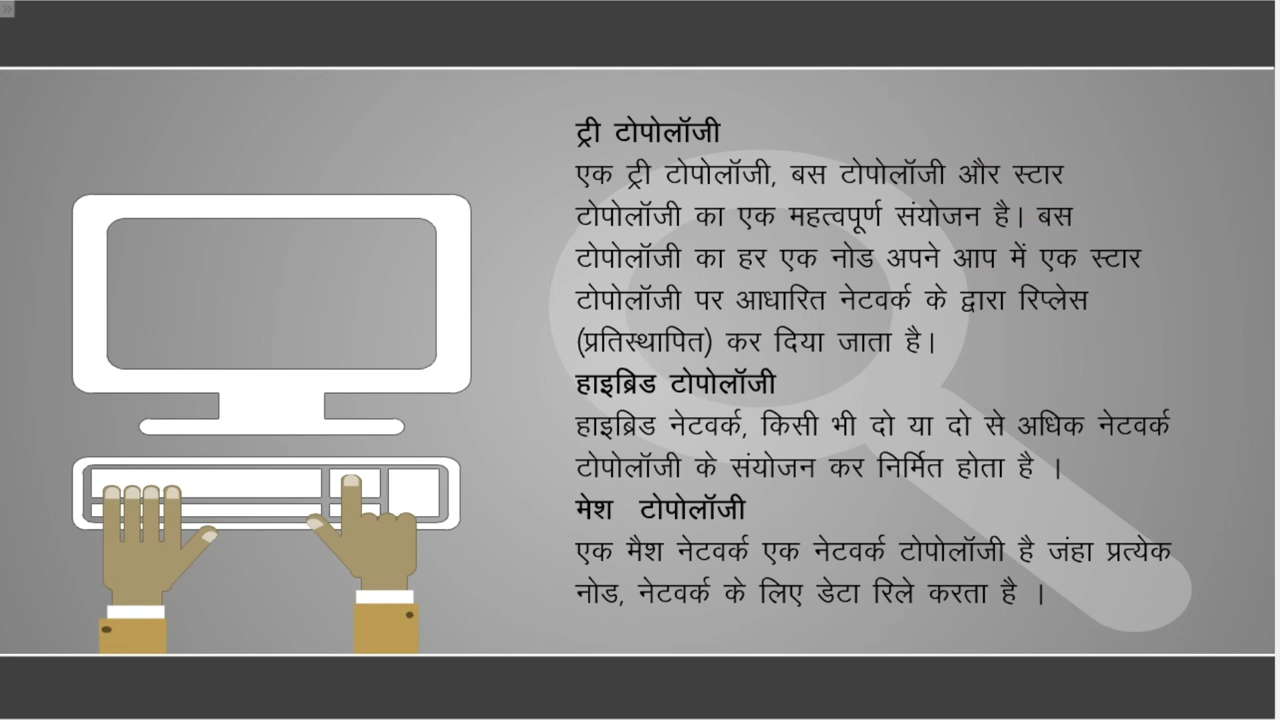 ट्री टोपोलॉजी
एक ट्री टोपोलॉजी, बस टोपोलॉजी और स्टार
टोपोलॉजी का एक महत्वपूर्ण संयोजन है। बस
टोपोलॉजी का हर एक नोड अपने आप में एक स्टार
टोपोलॉजी पर आधारित नेटवर्क के द्वारा रिप्लेस
(प्रतिस्थापित) कर दिया जाता है।
हाइब्रिड टोपोलॉजी
हाइब्रिड नेटवर्क, किसी भी दो या दो से अधिक नेटवर्क
टोपोलॉजी के संयोजन कर निर्मित होता है ।
मेश टोपोलॉजी
एक मैश नेटवर्क एक नेटवर्क टोपोलॉजी है जंहा प्रत्येक
नोड, नेटवर्क के लिए डेटा रिले करता है ।